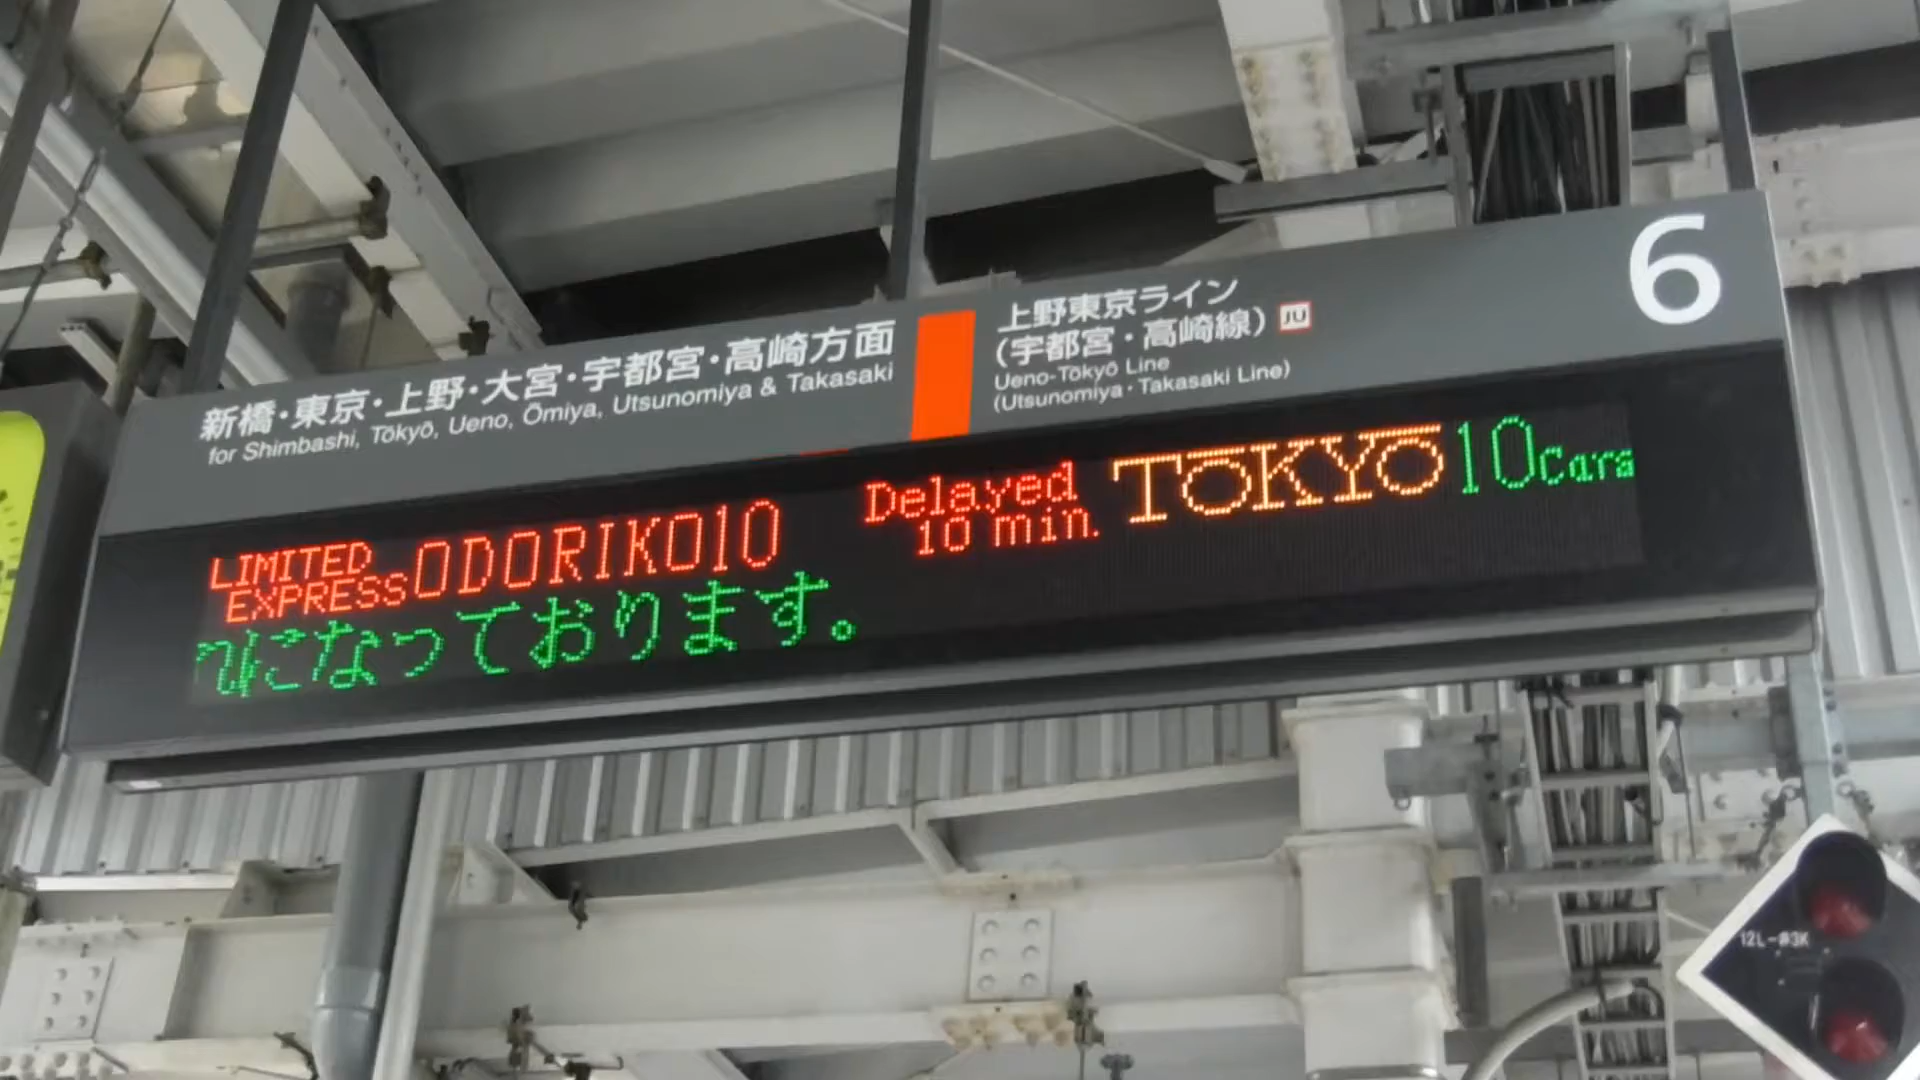 新橋・東京・上野・大宮・宇都宮・高崎方面
for Shimbashi, Tōkyō, Ueno, Ōmiya, Utsunomiya & Takasaki
上野東京ライン
(宇都宮・高崎線) JU
Ueno-Tōkyō Line
(Utsunomiya・Takasaki Line)
6
LIMITED
EXPRESS ODORIKO10
Delayed
10 min.
TŌKYŌ 10Cars
になっております。